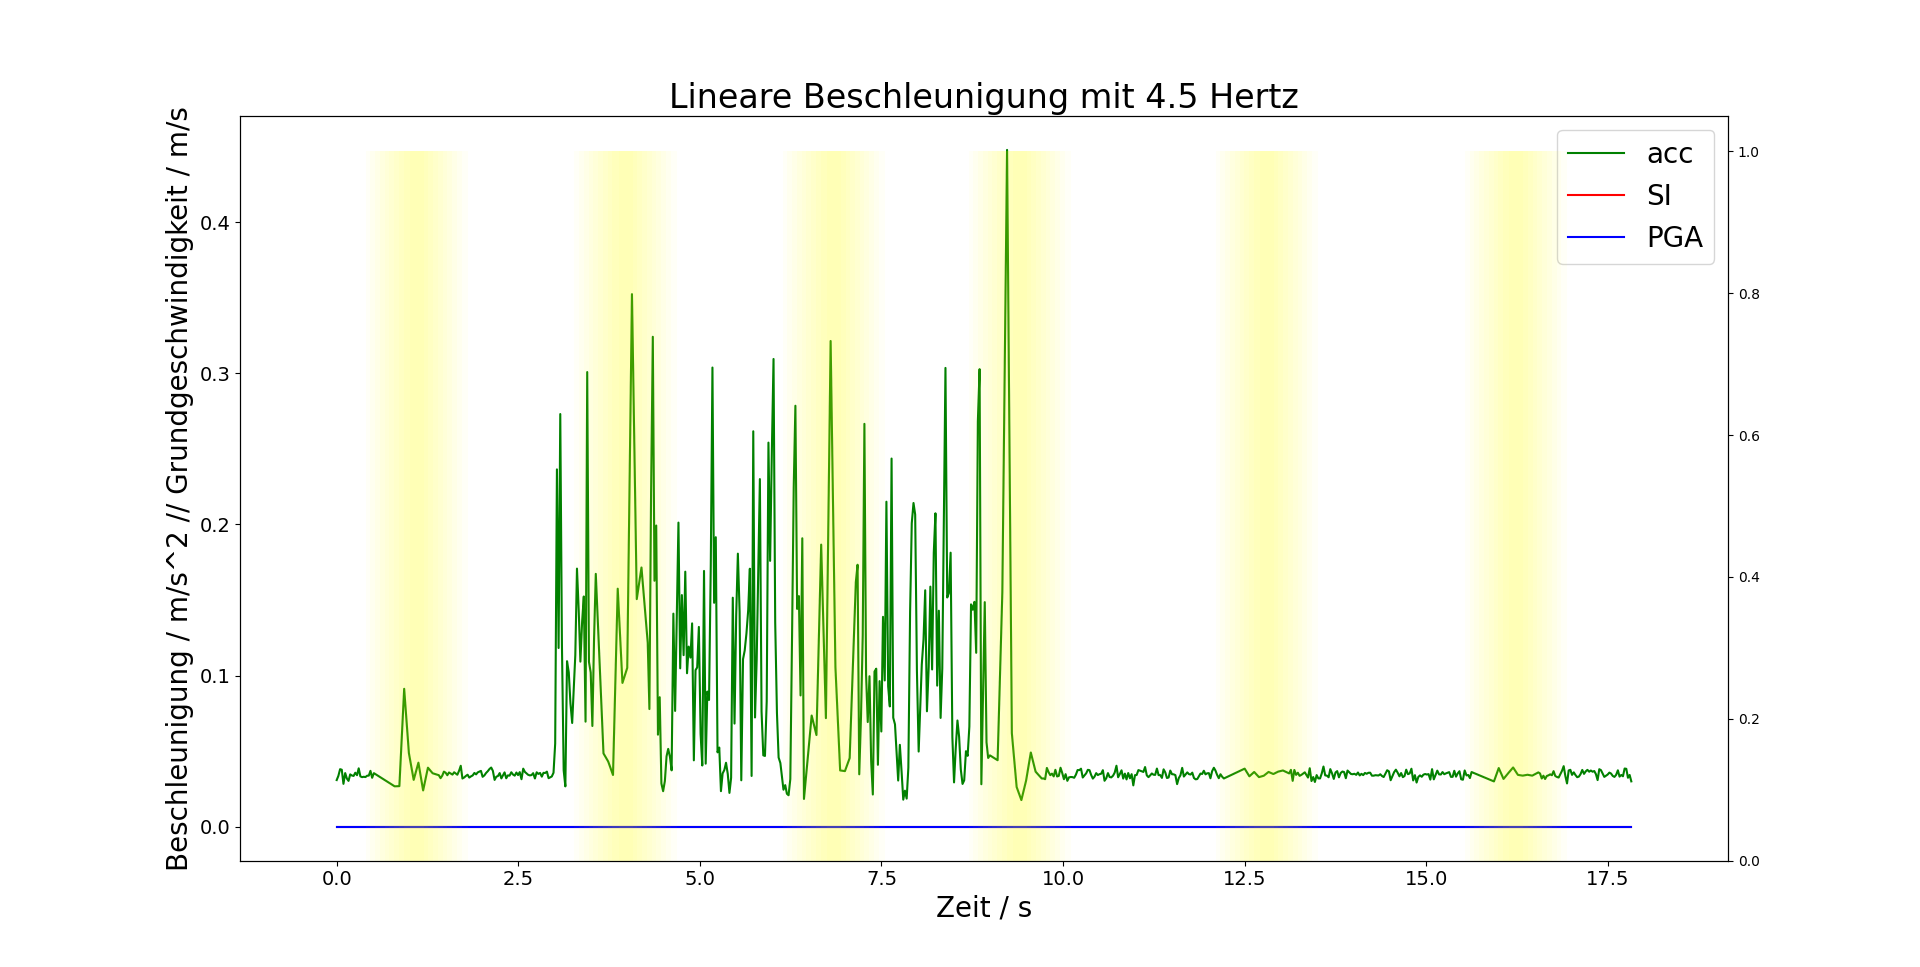 Lineare Beschleunigung mit 4.5 Hertz
Beschleunigung / m/s^2 // Grundgeschwindigkeit / m/s
0.4
0.3
0.2
0.1
0.0
acc
SI
PGA
1.0
0.8
0.6
0.4
0.2
0.0
0.0 2.5 5.0 7.5 10.0 12.5 15.0 17.5
Zeit / s